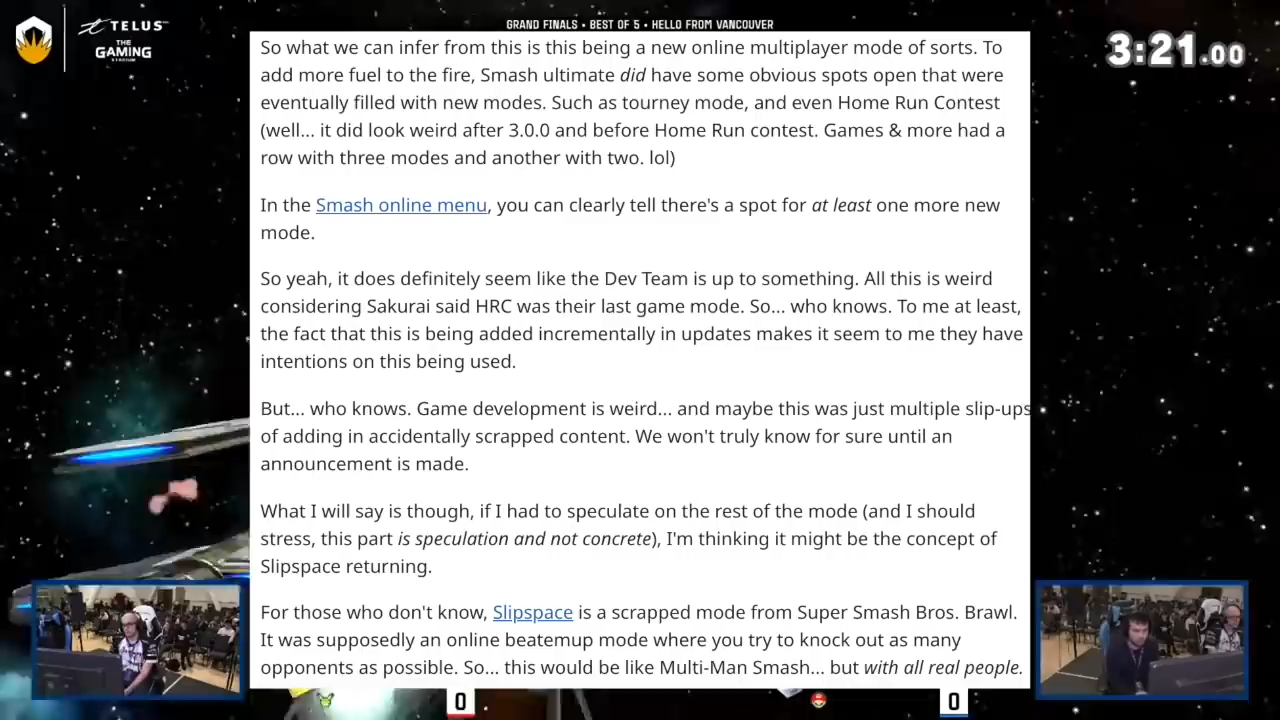 GRAND FINALS • BEST OF 5 • HELLO FROM VANCOUVER
TELUS
THE GAMING STADIUM
3:21.00
So what we can infer from this is this being a new online multiplayer mode of sorts. To
add more fuel to the fire, Smash ultimate did have some obvious spots open that were
eventually filled with new modes. Such as tourney mode, and even Home Run Contest
(well... it did look weird after 3.0.0 and before Home Run contest. Games & more had a
row with three modes and another with two. lol)
In the Smash online menu, you can clearly tell there's a spot for at least one more new
mode.
So yeah, it does definitely seem like the Dev Team is up to something. All this is weird
considering Sakurai said HRC was their last game mode. So... who knows. To me at least,
the fact that this is being added incrementally in updates makes it seem to me they have
intentions on this being used.
But... who knows. Game development is weird... and maybe this was just multiple slip-ups
of adding in accidentally scrapped content. We won't truly know for sure until an
announcement is made.
What I will say is though, if I had to speculate on the rest of the mode (and I should
stress, this part is speculation and not concrete), I'm thinking it might be the concept of
Slipspace returning.
For those who don't know, Slipspace is a scrapped mode from Super Smash Bros. Brawl.
It was supposedly an online beatemup mode where you try to knock out as many
opponents as possible. So... this would be like Multi-Man Smash... but with all real people.
0
0